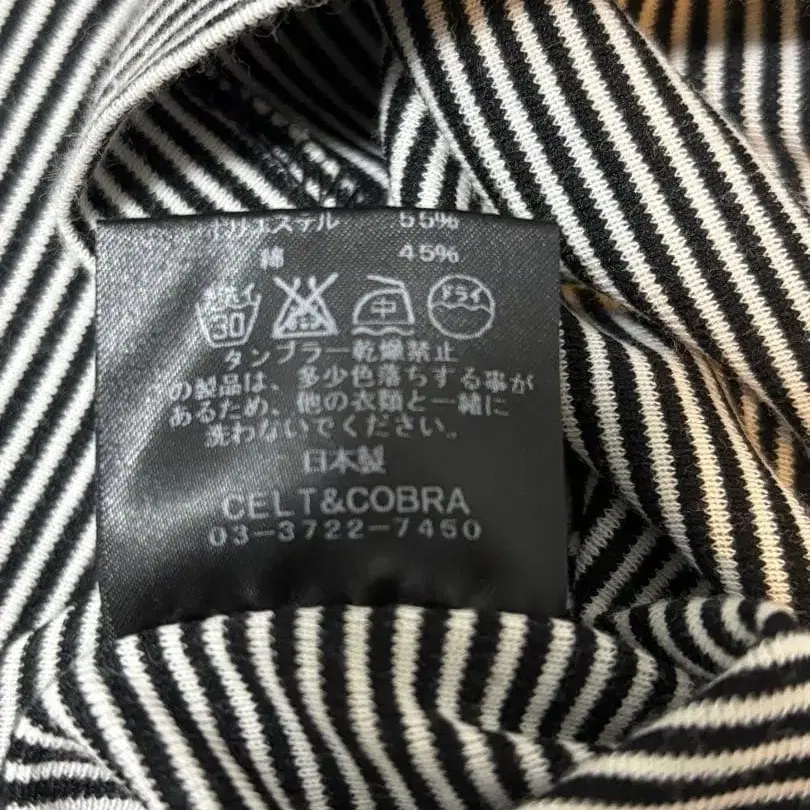 ポリエステル 55%
綿 45%
手洗イ 30 中 ドライ
タンブラー乾燥禁止
の製品は、多少色落ちする事が
あるため、他の衣類と一緒に
洗わないでください。
日本製
CELT&COBRA
03-3722-7450